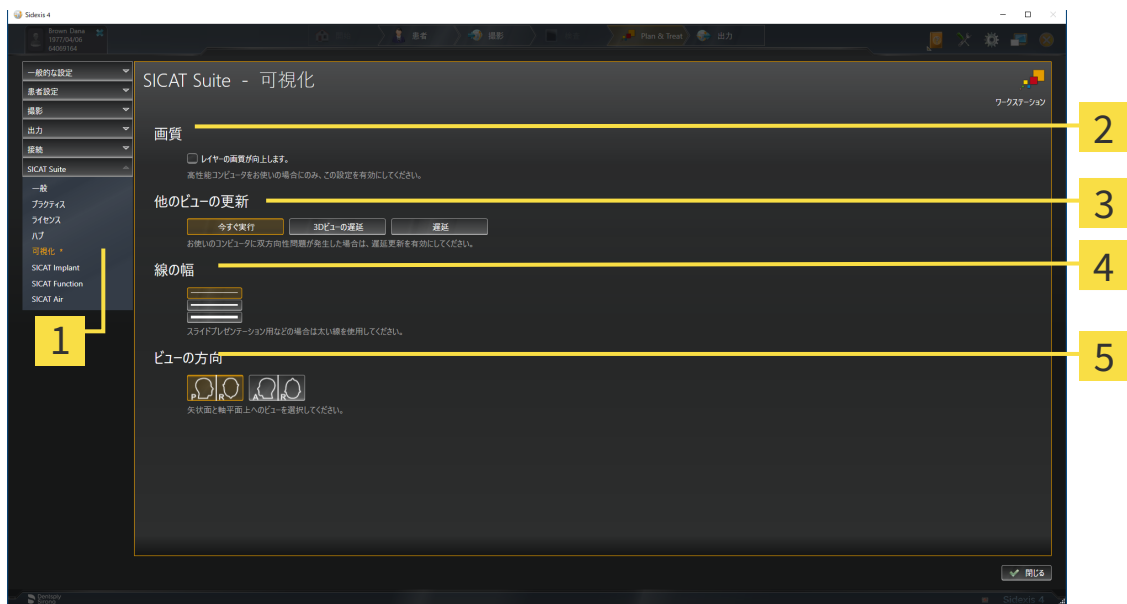 Sidexis 4
Brown Dana
1977/04/06
64069164
患者
撮影
Plan & Treat
出力
一般的な設定
患者設定
撮影
出力
接続
SICAT Suite
一般
プラクティス
ライセンス
ハブ
可視化 *
SICAT Implant
SICAT Function
SICAT Air
1
SICAT Suite - 可視化
ワークステーション
画質
レイヤーの画質が向上します。
高性能コンピュータをお使いの場合にのみ、この設定を有効にしてください。
他のビューの更新
今すぐ実行 3Dビューの遅延 遅延
お使いのコンピュータに双方向性問題が発生した場合は、遅延更新を有効にしてください。
線の幅
スライドプレゼンテーション用などの場合は太い線を使用してください。
ビューの方向
P R A R
矢状面と軸平面上へのビューを選択してください。
2
3
4
5
閉じる
Dentsply
Sirona
Sidexis 4